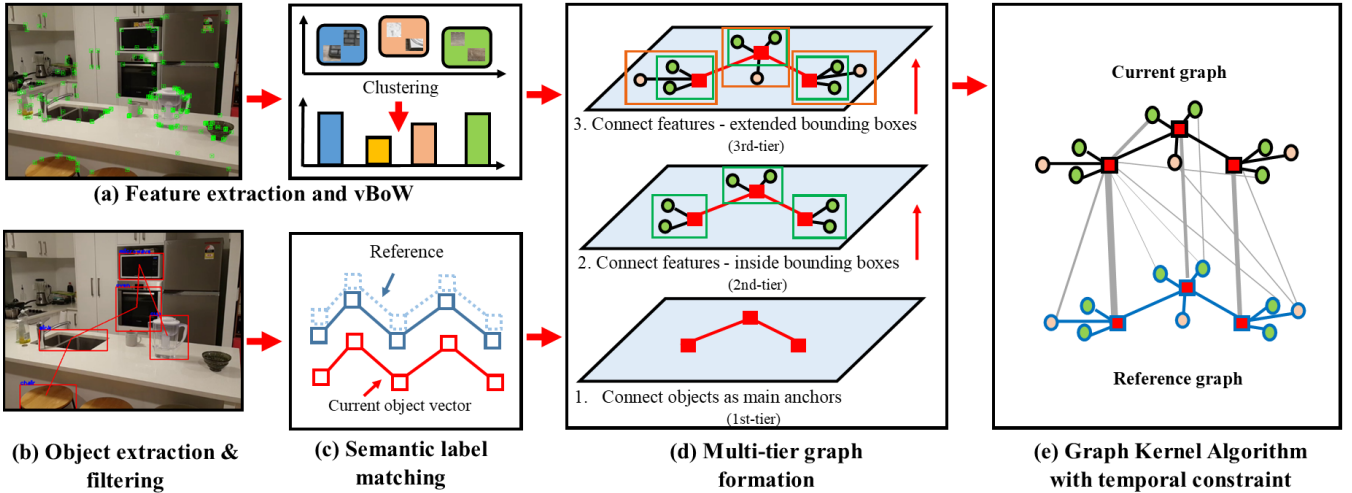 Clustering
(a) Feature extraction and vBoW
3. Connect features - extended bounding boxes
(3rd-tier)
2. Connect features - inside bounding boxes
(2nd-tier)
1. Connect objects as main anchors
(1st-tier)
Reference
Current object vector
Current graph
Reference graph
(b) Object extraction &
filtering
(c) Semantic label
matching
(d) Multi-tier graph
formation
(e) Graph Kernel Algorithm
with temporal constraint